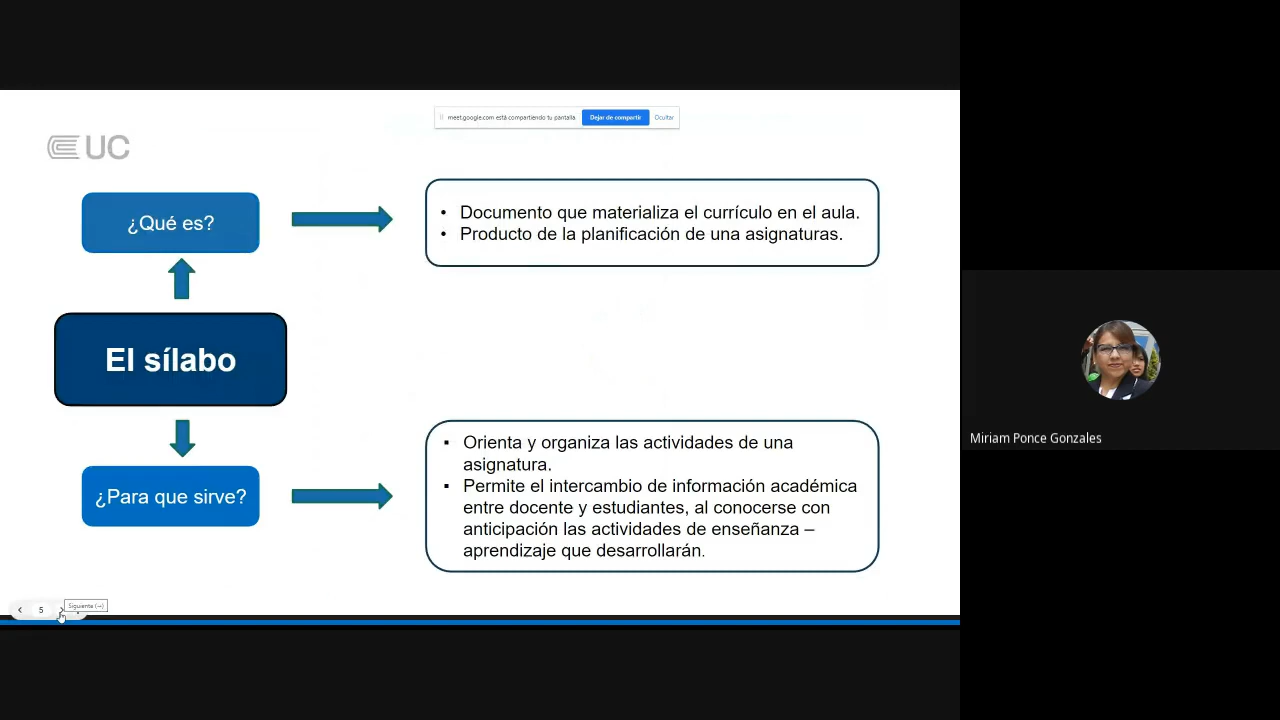 meet.google.com está compartiendo tu pantalla
Dejar de compartir
Ocultar
UC
¿Qué es?
• Documento que materializa el currículo en el aula.
• Producto de la planificación de una asignaturas.
El sílabo
¿Para que sirve?
▪ Orienta y organiza las actividades de una
asignatura.
▪ Permite el intercambio de información académica
entre docente y estudiantes, al conocerse con
anticipación las actividades de enseñanza –
aprendizaje que desarrollarán.
5
Siguiente (→)
Miriam Ponce Gonzales